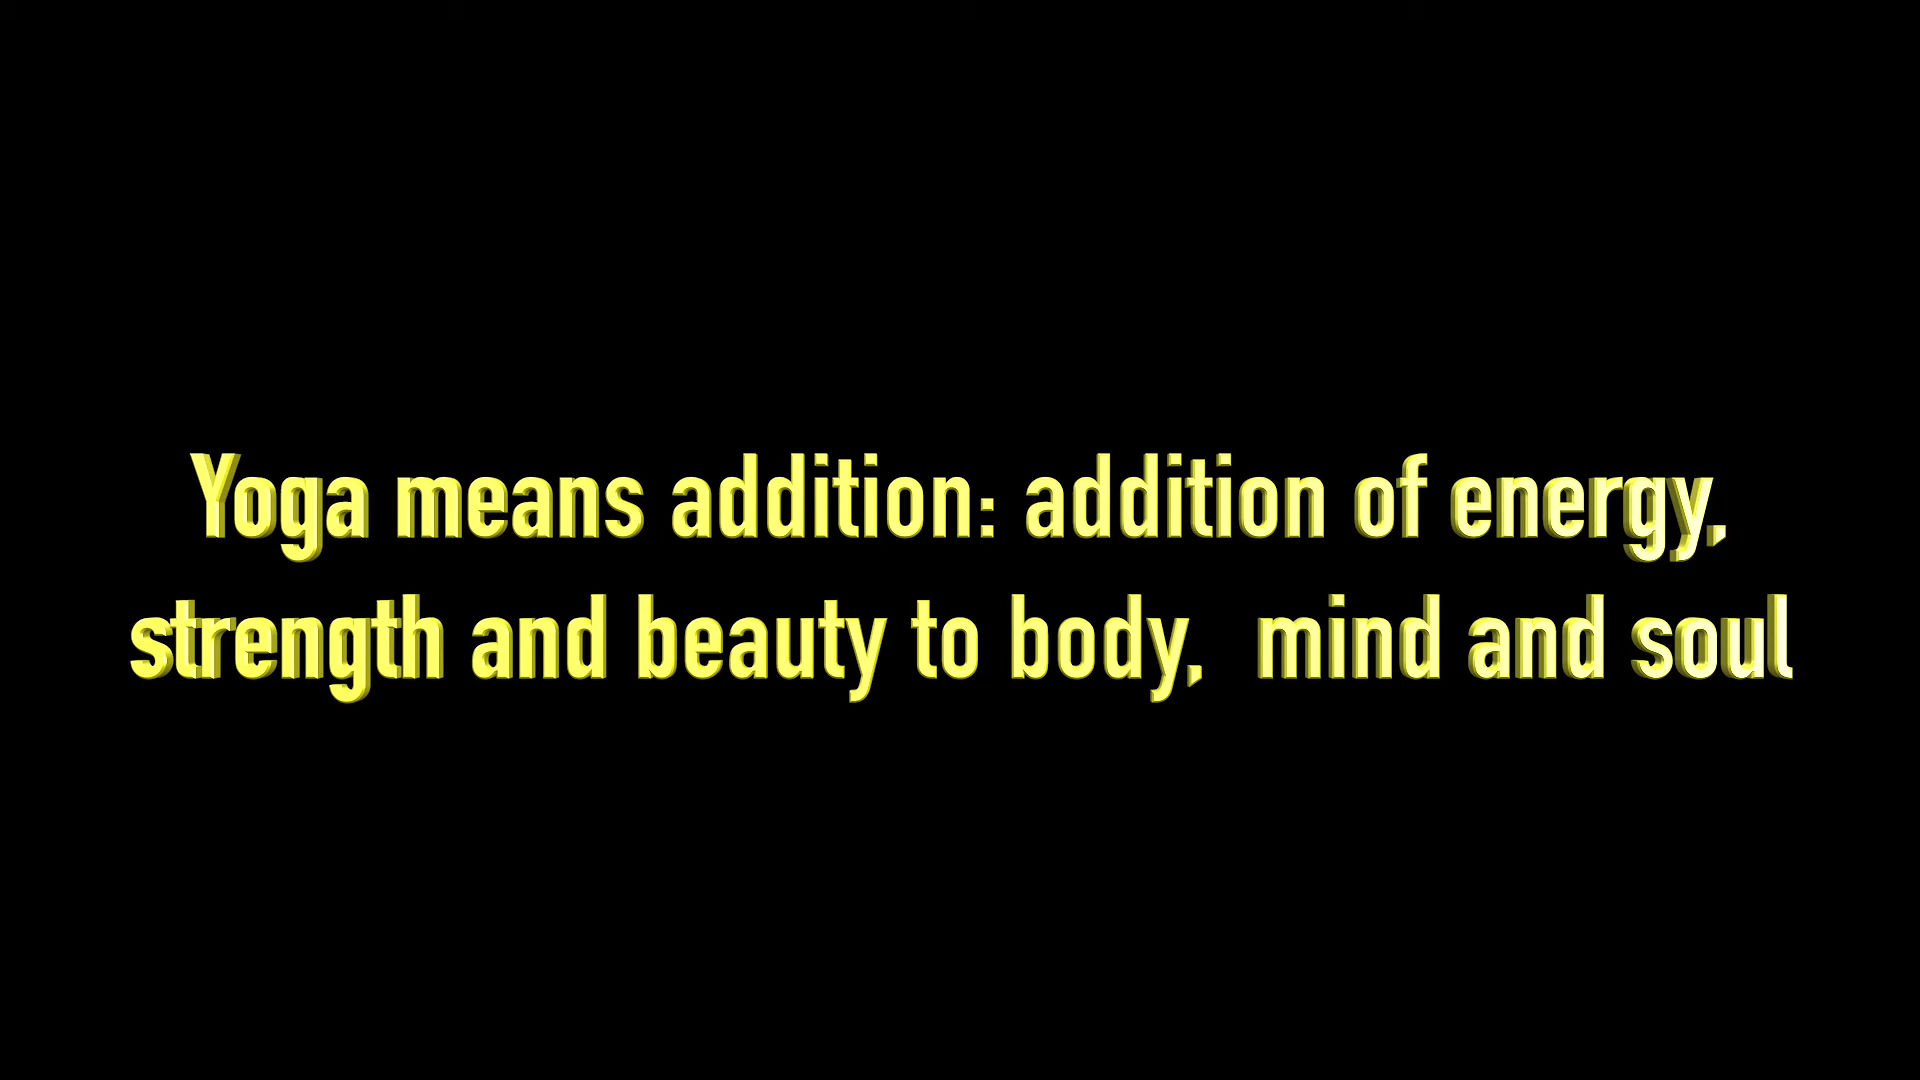 Yoga means addition: addition of energy,
strength and beauty to body,  mind and soul